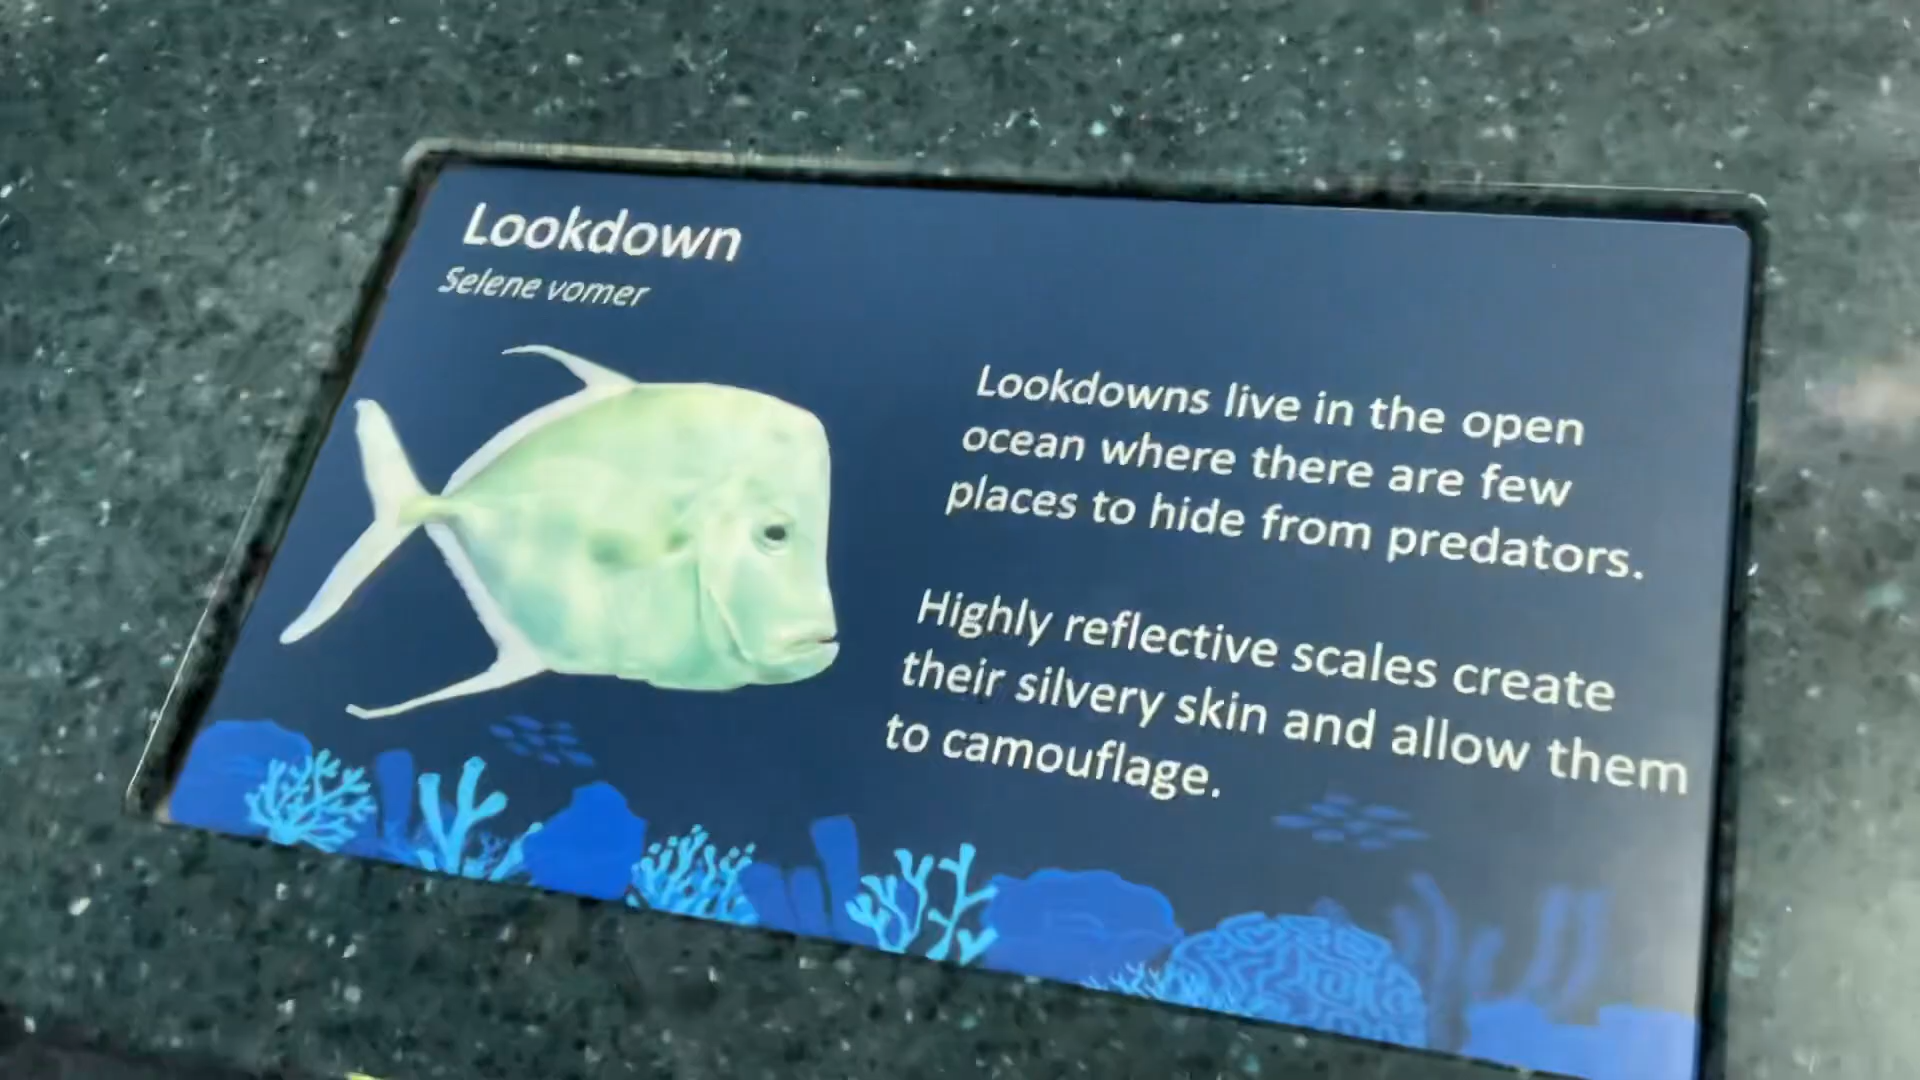 Lookdown
Selene vomer
Lookdowns live in the open
ocean where there are few
places to hide from predators.
Highly reflective scales create
their silvery skin and allow them
to camouflage.